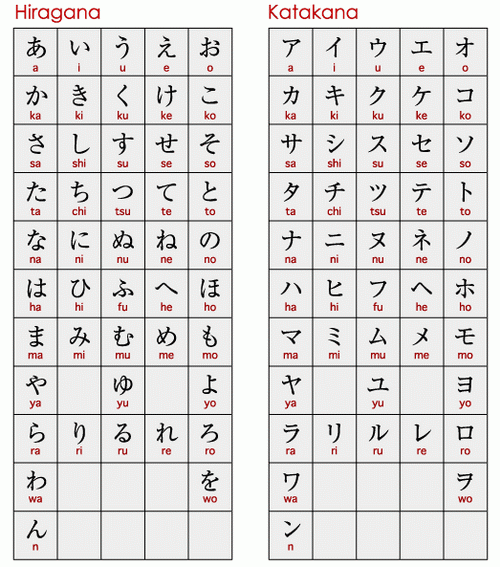 Hiragana
あ い う え お
a i u e o
か き く け こ
ka ki ku ke ko
さ し す せ そ
sa shi su se so
た ち つ て と
ta chi tsu te to
な に ぬ ね の
na ni nu ne no
は ひ ふ へ ほ
ha hi fu he ho
ま み む め も
ma mi mu me mo
や ゆ よ
ya yu yo
ら り る れ ろ
ra ri ru re ro
わ を
wa wo
ん
n
Katakana
ア イ ウ エ オ
a i u e o
カ キ ク ケ コ
ka ki ku ke ko
サ シ ス セ ソ
sa shi su se so
タ チ ツ テ ト
ta chi tsu te to
ナ ニ ヌ ネ ノ
na ni nu ne no
ハ ヒ フ ヘ ホ
ha hi fu he ho
マ ミ ム メ モ
ma mi mu me mo
ヤ ユ ヨ
ya yu yo
ラ リ ル レ ロ
ra ri ru re ro
ワ ヲ
wa wo
ン
n